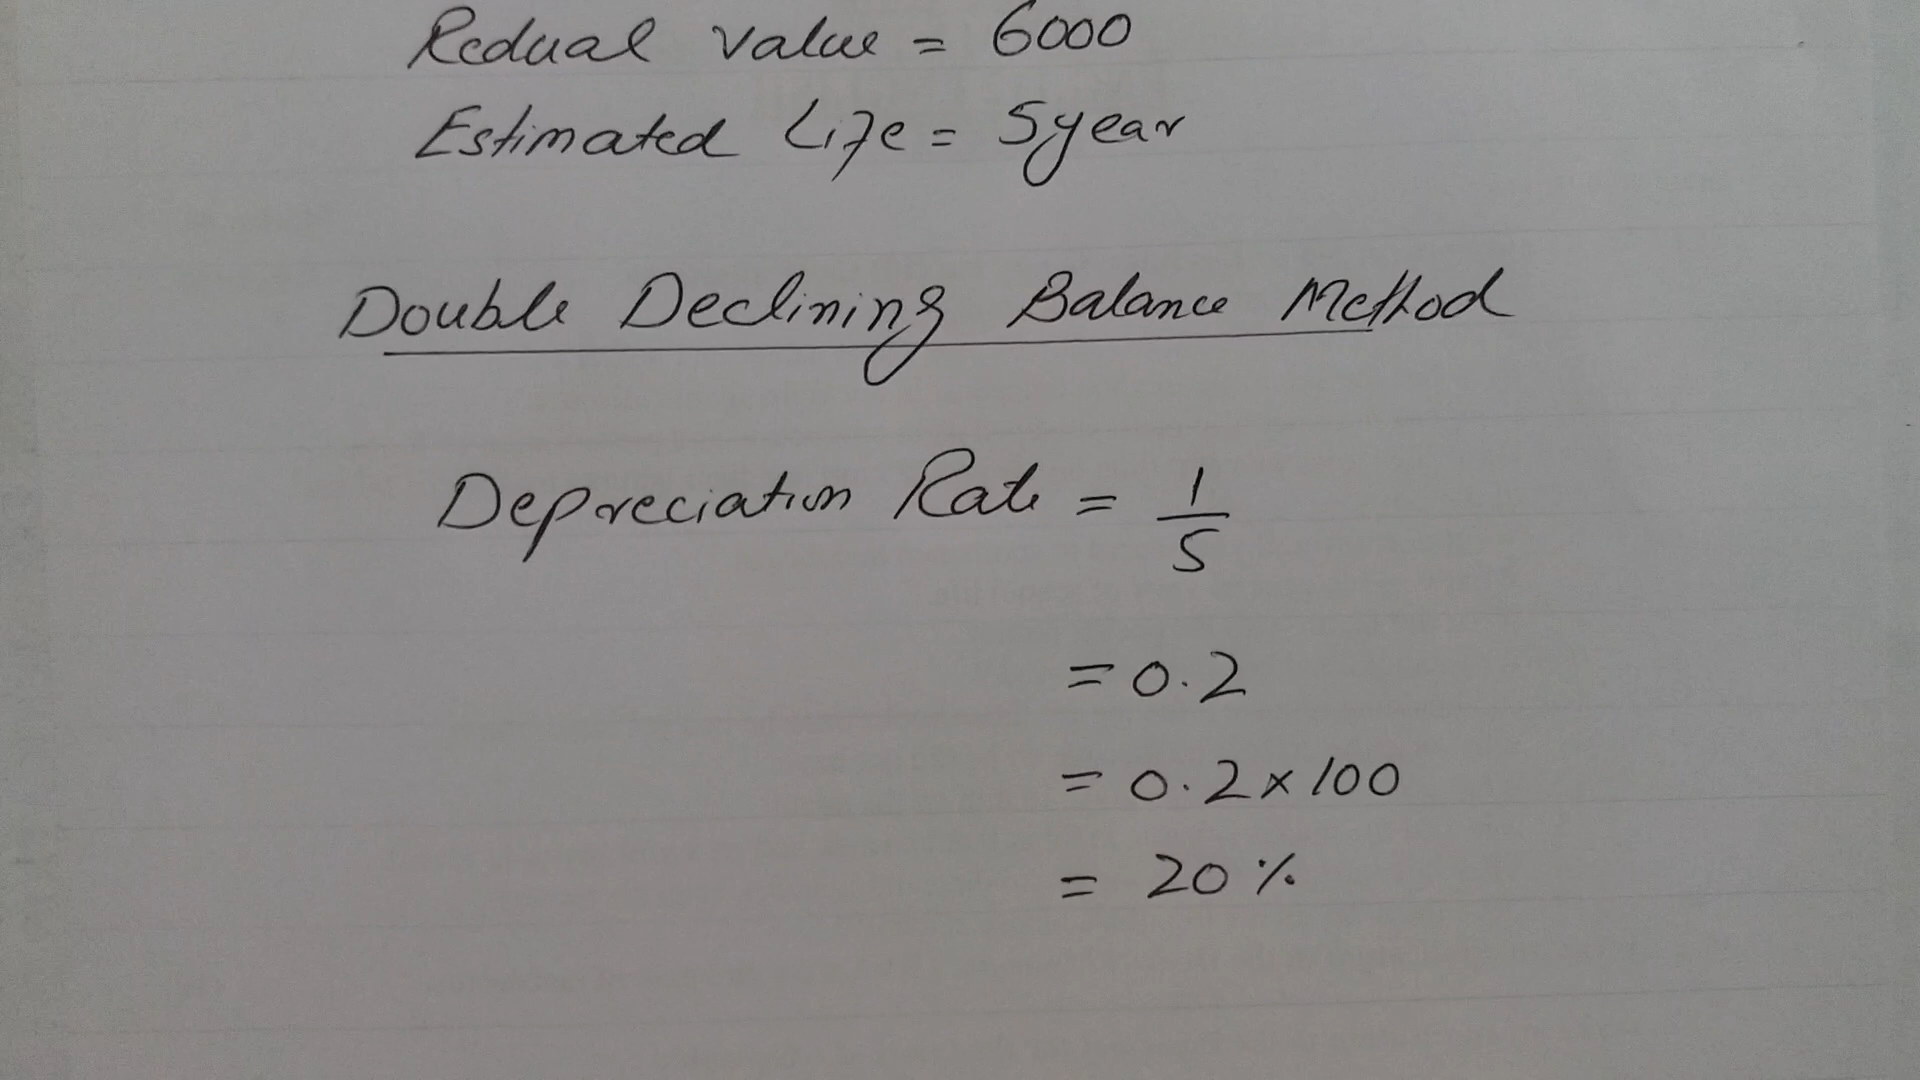 Redual value = 6000
Estimated Life = 5year
Double Declining Balance Method
Depreciation Rate = 1/5
= 0.2
= 0.2 x 100
= 20 %